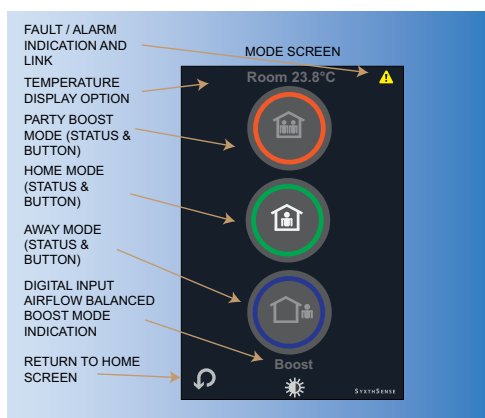 FAULT / ALARM
INDICATION AND
LINK
MODE SCREEN
TEMPERATURE
DISPLAY OPTION
Room 23.8°C
PARTY BOOST
MODE (STATUS &
BUTTON)
HOME MODE
(STATUS &
BUTTON)
AWAY MODE
(STATUS &
BUTTON)
DIGITAL INPUT
AIRFLOW BALANCED
BOOST MODE
INDICATION
Boost
RETURN TO HOME
SCREEN
SYXTHSENSE